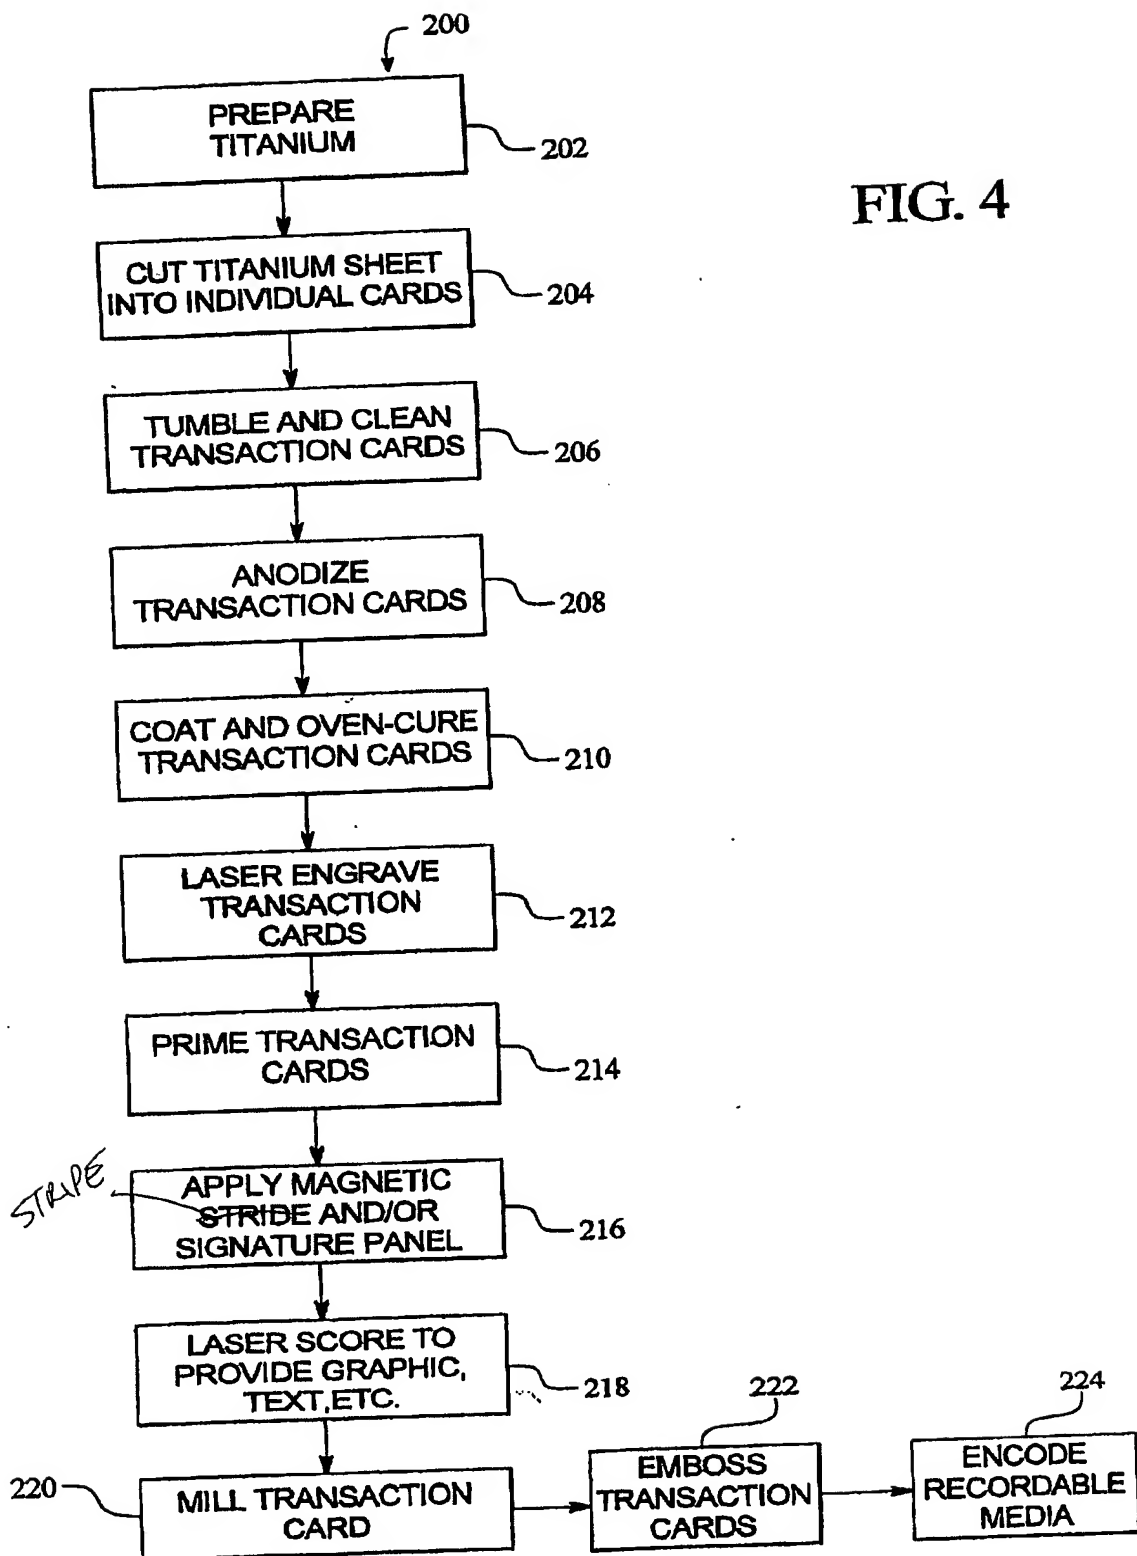 200
PREPARE
TITANIUM
202
FIG. 4
CUT TITANIUM SHEET
INTO INDIVIDUAL CARDS
204
TUMBLE AND CLEAN
TRANSACTION CARDS
206
ANODIZE
TRANSACTION CARDS
208
COAT AND OVEN-CURE
TRANSACTION CARDS
210
LASER ENGRAVE
TRANSACTION
CARDS
212
PRIME TRANSACTION
CARDS
214
STRIPE
APPLY MAGNETIC
STRIDE AND/OR
SIGNATURE PANEL
216
LASER SCORE TO
PROVIDE GRAPHIC,
TEXT,ETC.
218
220
MILL TRANSACTION
CARD
222
EMBOSS
TRANSACTION
CARDS
224
ENCODE
RECORDABLE
MEDIA